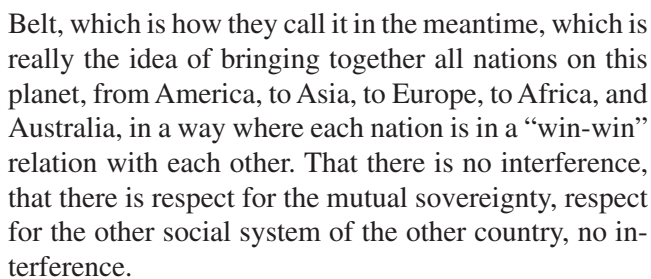 Belt, which is how they call it in the meantime, which is
really the idea of bringing together all nations on this
planet, from America, to Asia, to Europe, to Africa, and
Australia, in a way where each nation is in a “win-win”
relation with each other. That there is no interference,
that there is respect for the mutual sovereignty, respect
for the other social system of the other country, no in-
terference.